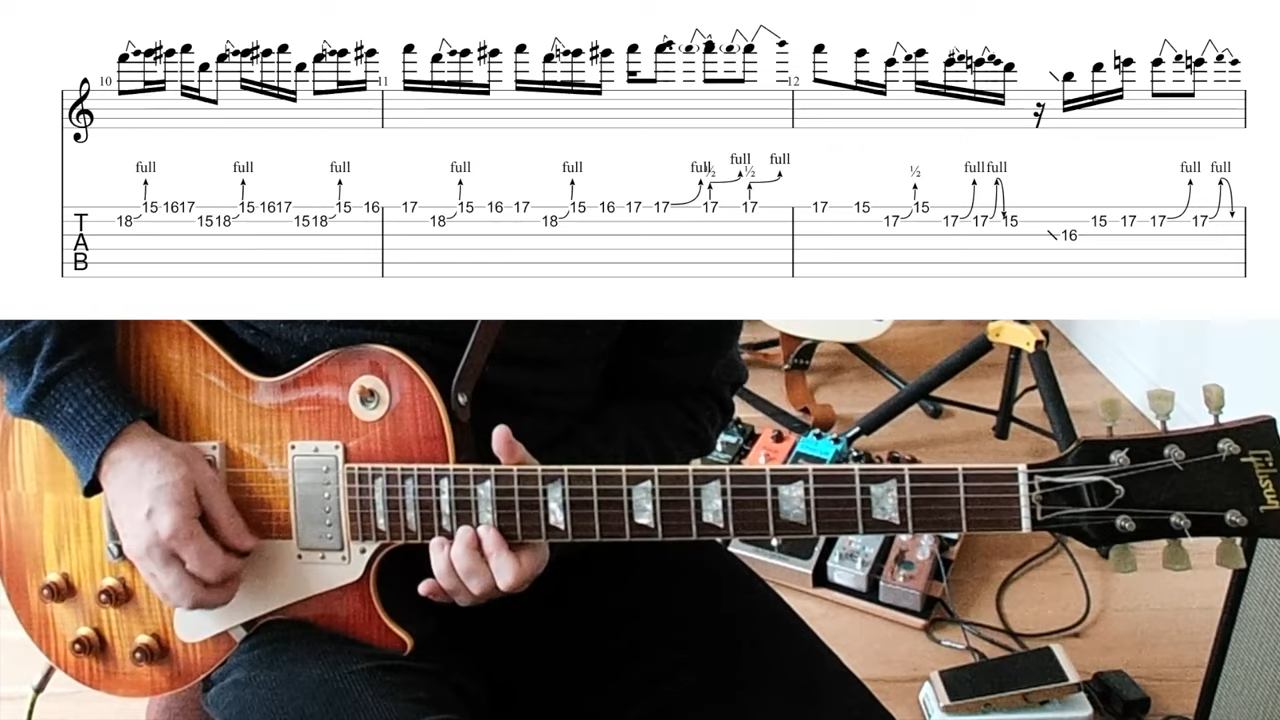 10 11 12
full full full full full full ½ full ½ full ½ full full full full
15 16 17 15 16 17 15 16 17 15 16 17 15 16 17 17 17 17 17 15 15
18 15 18 15 18 18 18 17 17 17 15 15 17 17 17
T
A 16
B
Gibson